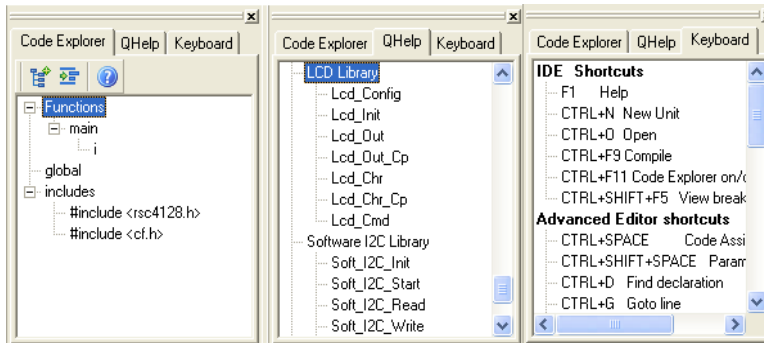 Code Explorer QHelp Keyboard
Functions
main
i
global
includes
#include <rsc4128.h>
#include <cf.h>
Code Explorer QHelp Keyboard
LCD Library
Lcd_Config
Lcd_Init
Lcd_Out
Lcd_Out_Cp
Lcd_Chr
Lcd_Chr_Cp
Lcd_Cmd
Software I2C Library
Soft_I2C_Init
Soft_I2C_Start
Soft_I2C_Read
Soft_I2C_Write
Code Explorer QHelp Keyboard
IDE Shortcuts
F1 Help
CTRL+N New Unit
CTRL+O Open
CTRL+F9 Compile
CTRL+F11 Code Explorer on/o
CTRL+SHIFT+F5 View break
Advanced Editor shortcuts
CTRL+SPACE Code Assi
CTRL+SHIFT+SPACE Param
CTRL+D Find declaration
CTRL+G Goto line